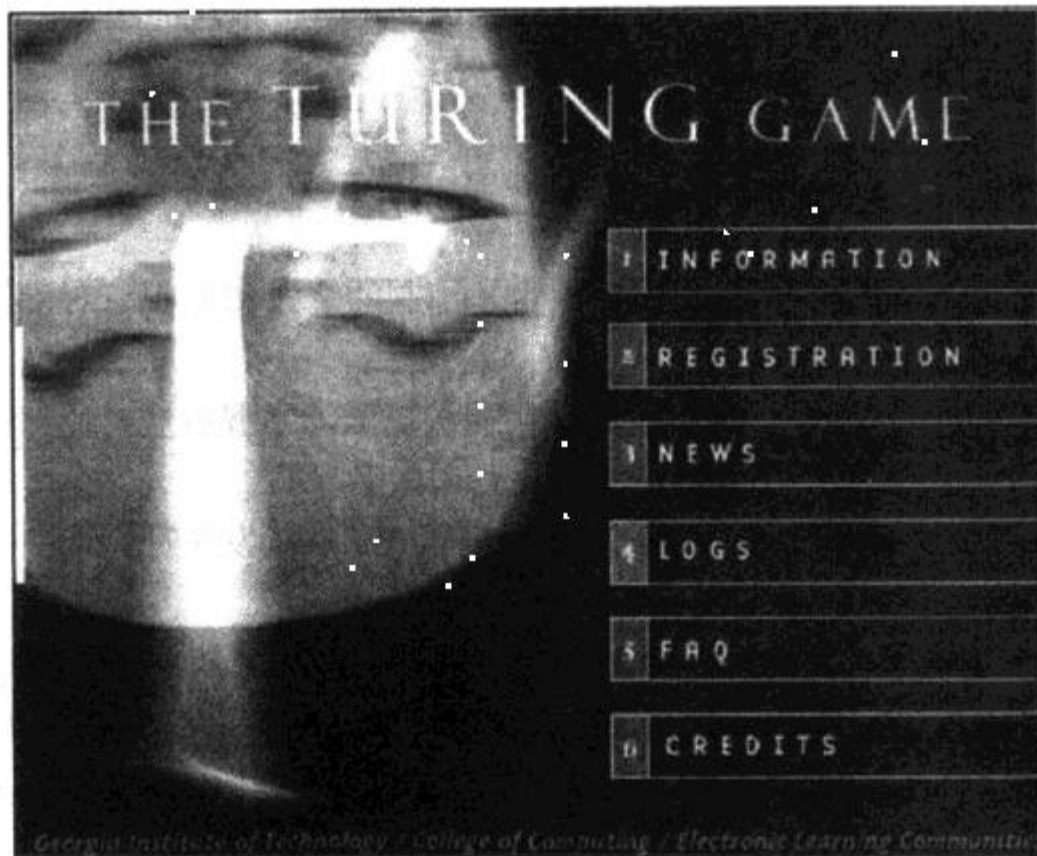 THE TURING GAME
1 INFORMATION
2 REGISTRATION
3 NEWS
4 LOGS
5 FAQ
6 CREDITS
Georgia Institute of Technology / College of Computing / Electronic Learning Communitie